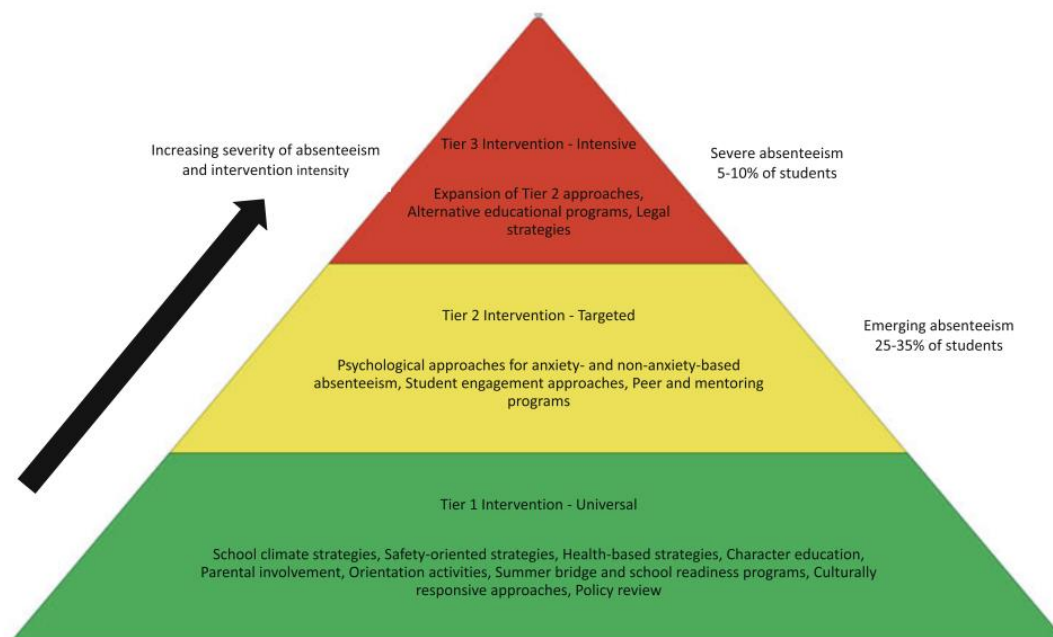 Increasing severity of absenteeism
and intervention intensity
Tier 3 Intervention - Intensive
Expansion of Tier 2 approaches,
Alternative educational programs, Legal
strategies
Severe absenteeism
5-10% of students
Tier 2 Intervention - Targeted
Psychological approaches for anxiety- and non-anxiety-based
absenteeism, Student engagement approaches, Peer and mentoring
programs
Emerging absenteeism
25-35% of students
Tier 1 Intervention - Universal
School climate strategies, Safety-oriented strategies, Health-based strategies, Character education,
Parental involvement, Orientation activities, Summer bridge and school readiness programs, Culturally
responsive approaches, Policy review